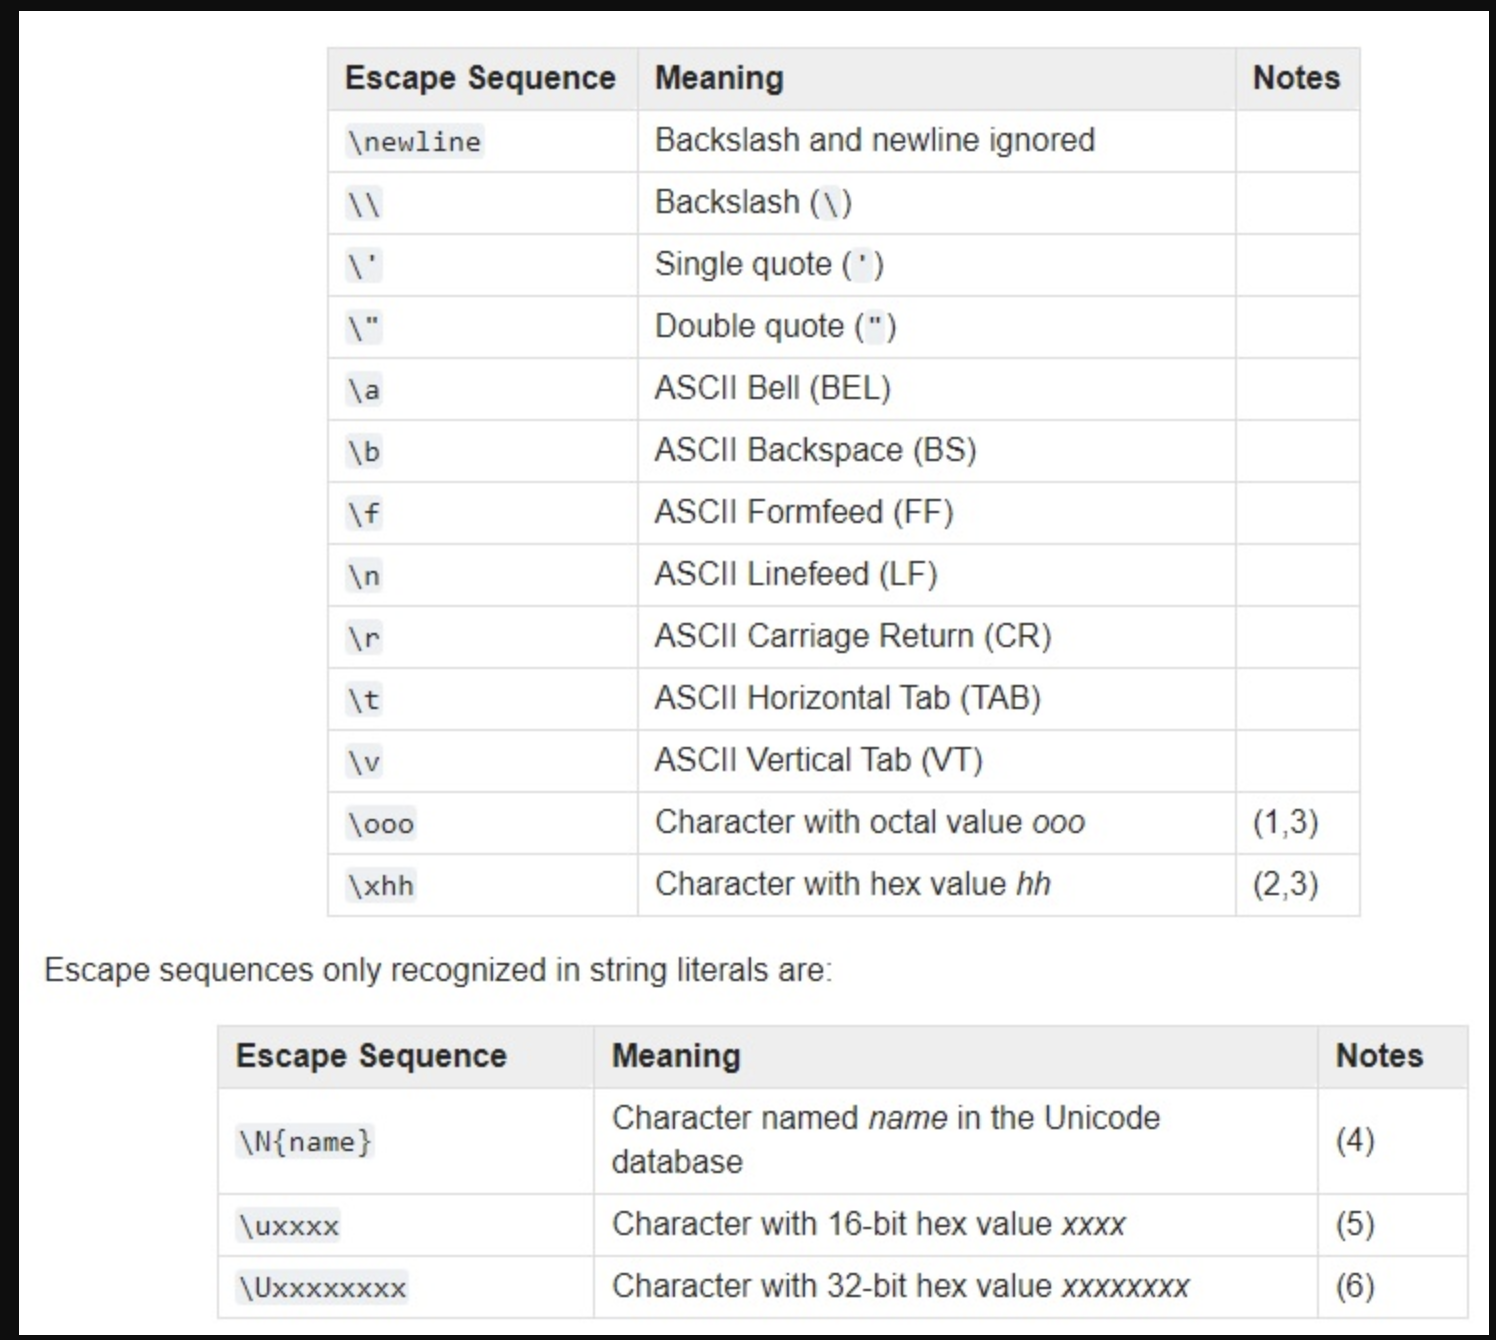 Escape Sequence Meaning Notes
\newline Backslash and newline ignored
\\ Backslash (\)
\' Single quote (')
\" Double quote (")
\a ASCII Bell (BEL)
\b ASCII Backspace (BS)
\f ASCII Formfeed (FF)
\n ASCII Linefeed (LF)
\r ASCII Carriage Return (CR)
\t ASCII Horizontal Tab (TAB)
\v ASCII Vertical Tab (VT)
\ooo Character with octal value ooo (1,3)
\xhh Character with hex value hh (2,3)
Escape sequences only recognized in string literals are:
Escape Sequence Meaning Notes
\N{name} Character named name in the Unicode
database (4)
\uxxxx Character with 16-bit hex value xxxx (5)
\Uxxxxxxxx Character with 32-bit hex value xxxxxxxx (6)